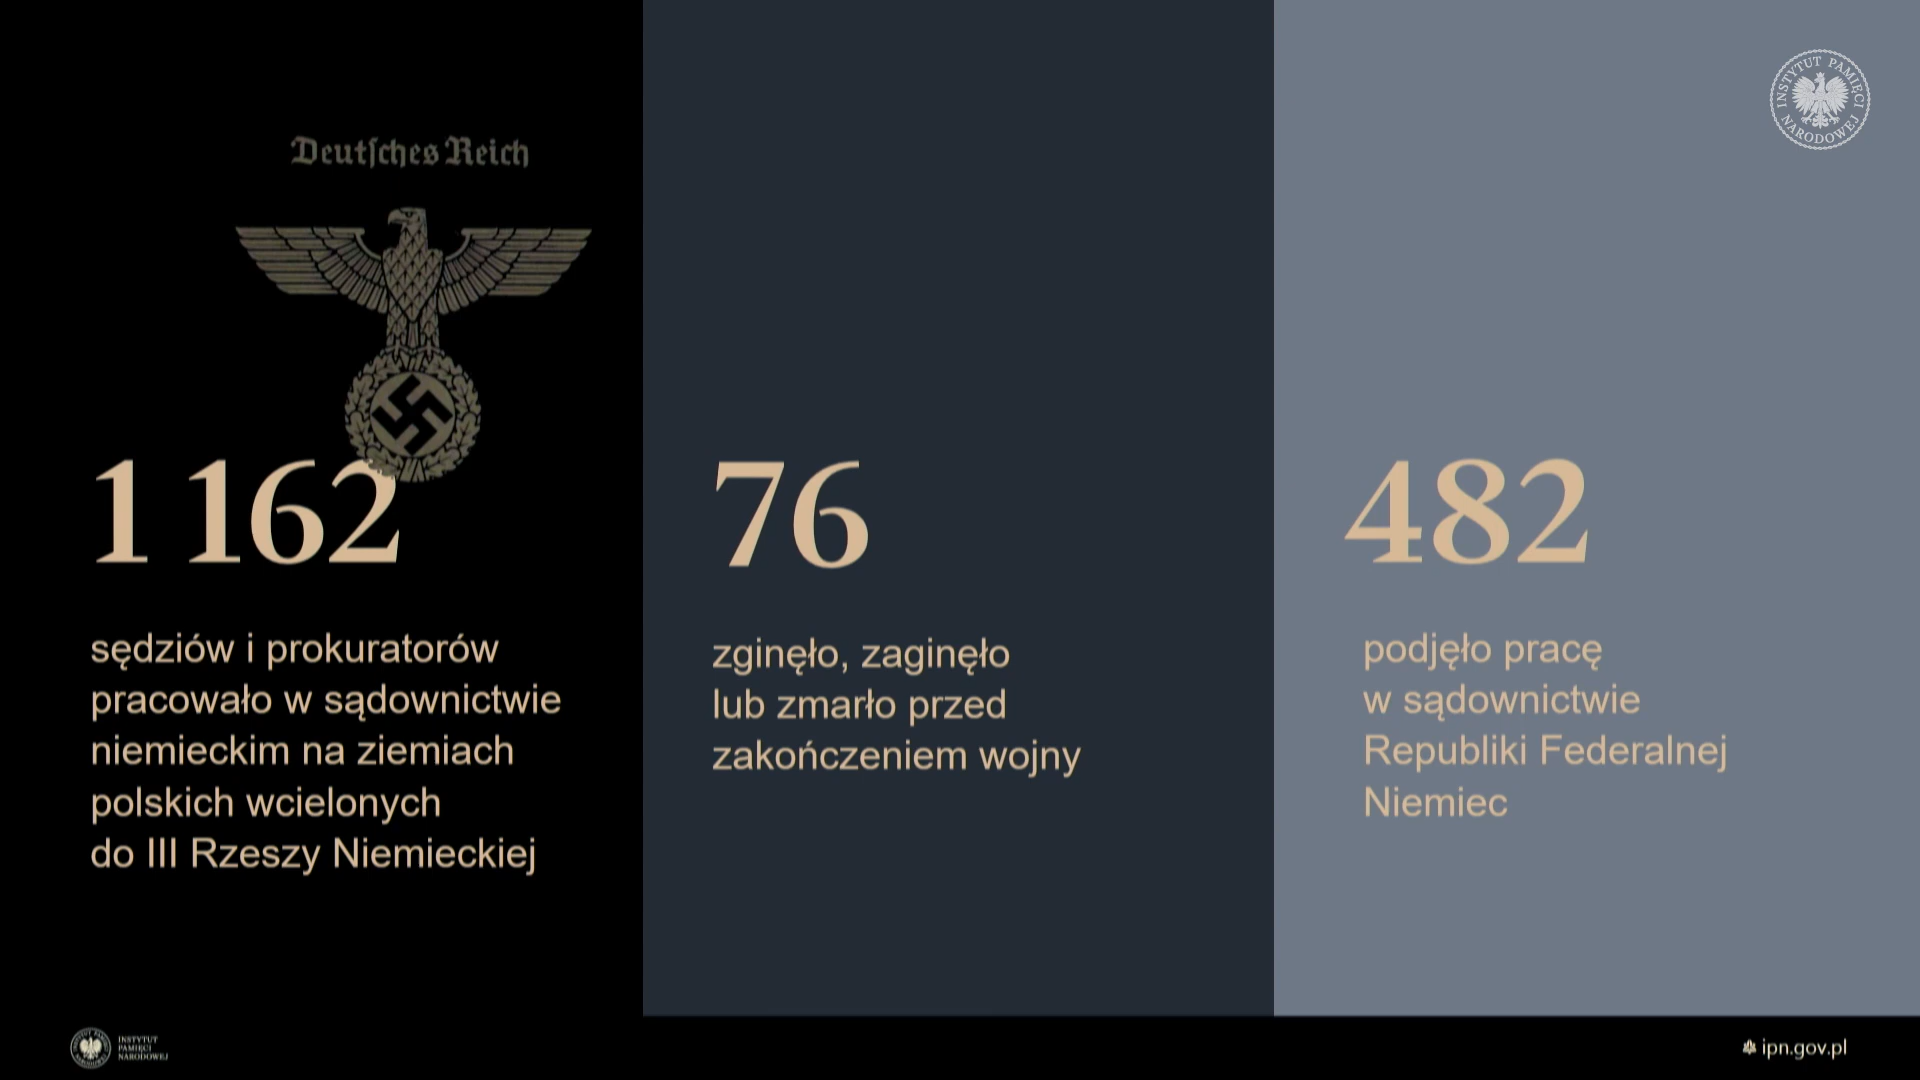 Deutſches Reich
1 162
sędziów i prokuratorów
pracowało w sądownictwie
niemieckim na ziemiach
polskich wcielonych
do III Rzeszy Niemieckiej
76
zginęło, zaginęło
lub zmarło przed
zakończeniem wojny
INSTYTUT PAMIĘCI
NARODOWEJ
482
podjęło pracę
w sądownictwie
Republiki Federalnej
Niemiec
INSTYTUT
PAMIĘCI
NARODOWEJ
ipn.gov.pl